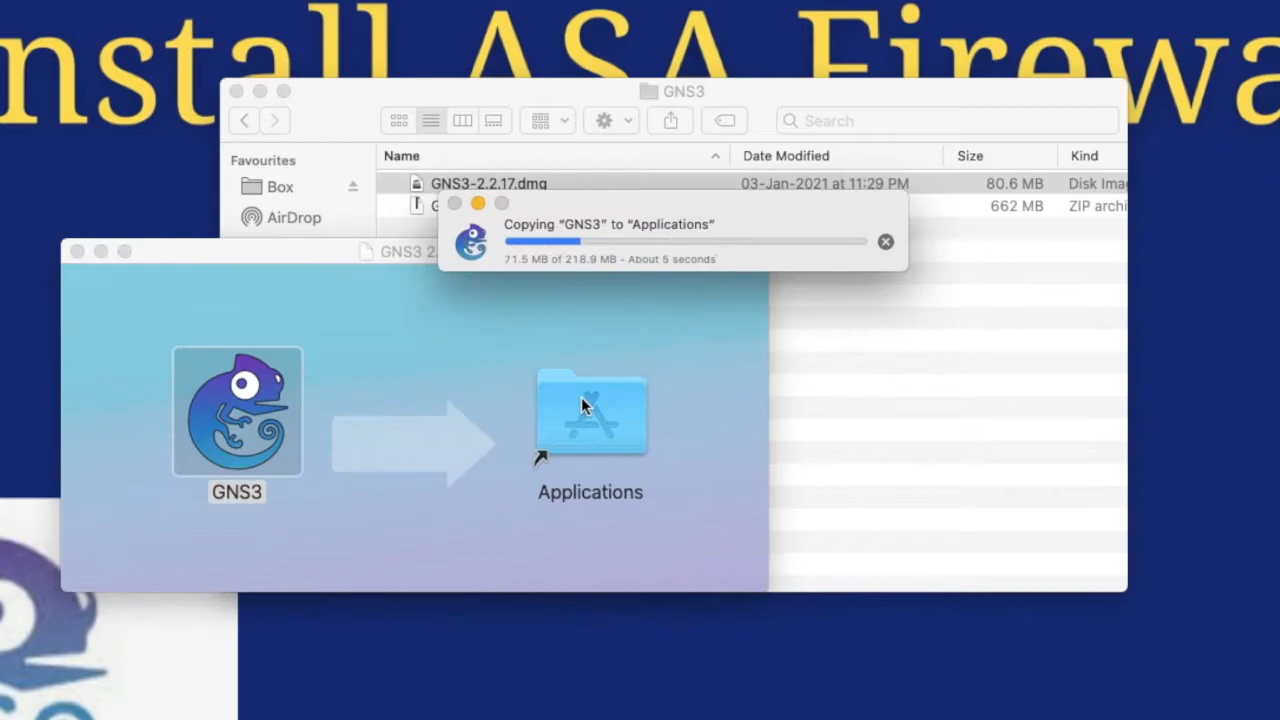 nstall ASA Firewa
GNS3
Search
Favourites
Name
Date Modified
Size
Kind
Box
GNS3-2.2.17.dmg
03-Jan-2021 at 11:29 PM
80.6 MB
Disk Ima
AirDrop
G
662 MB
ZIP archi
GNS3 2.
Copying “GNS3” to “Applications”
71.5 MB of 218.9 MB - About 5 seconds
GNS3
Applications